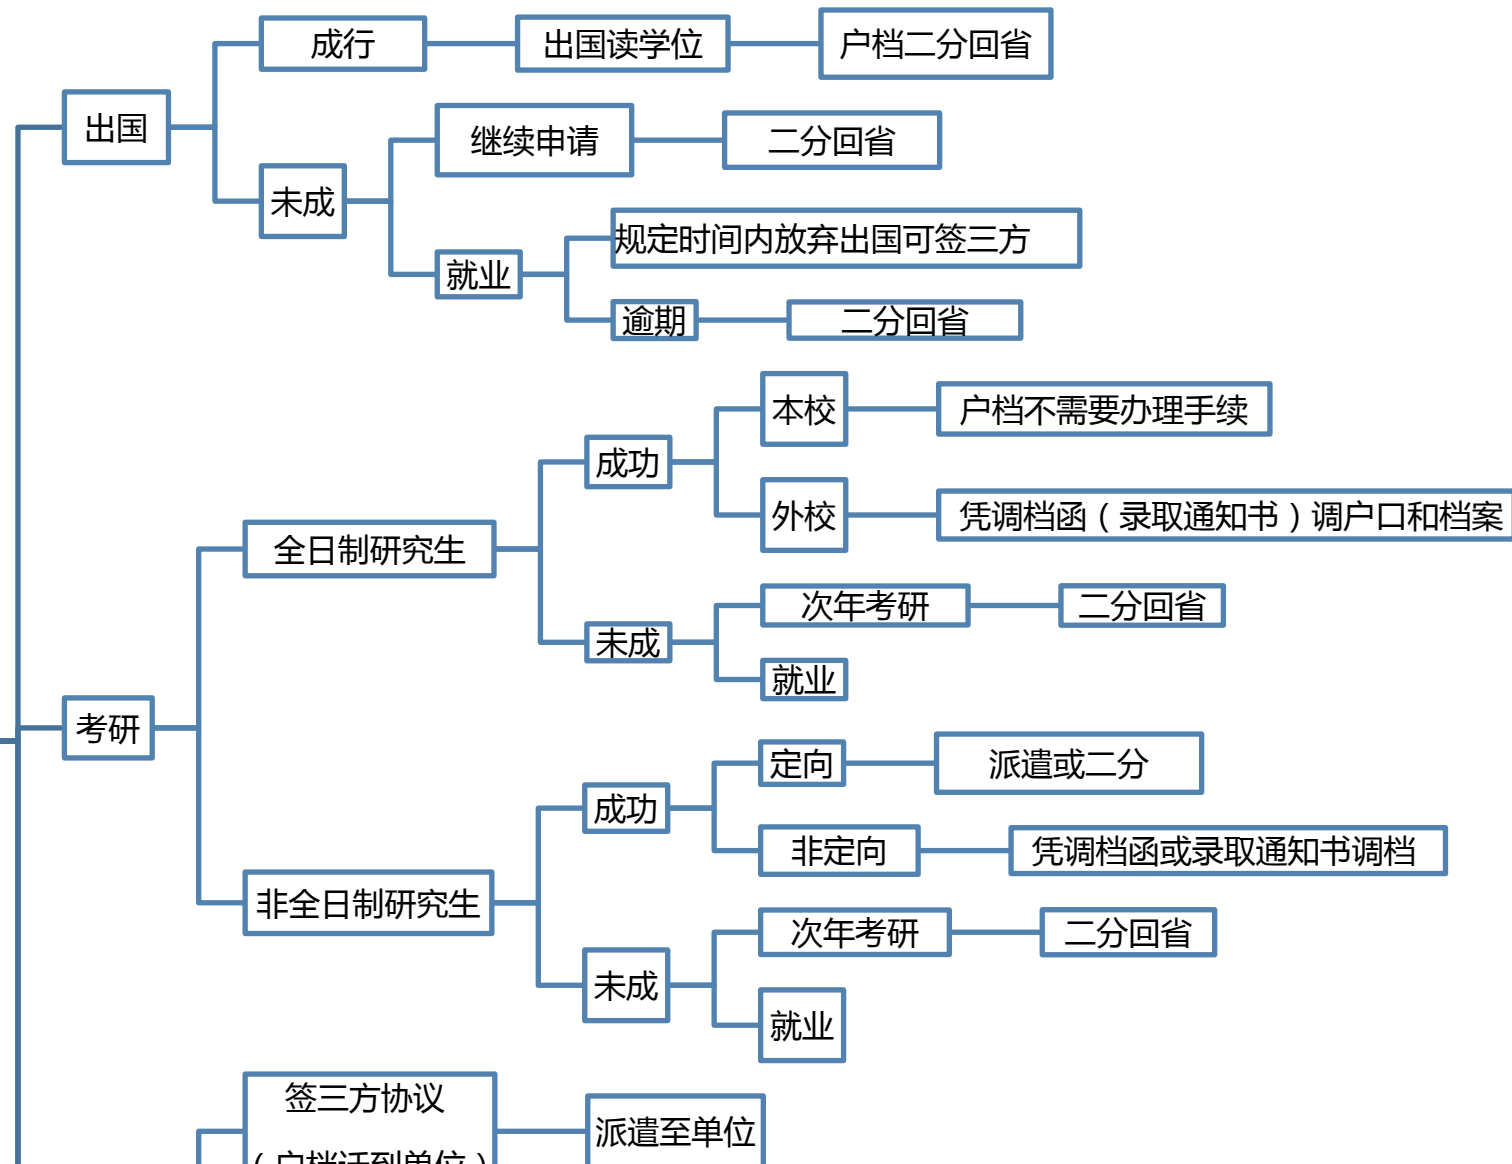 成行
出国读学位
户档二分回省
出国
继续申请
二分回省
未成
规定时间内放弃出国可签三方
就业
逾期
二分回省
本校
户档不需要办理手续
成功
外校
凭调档函（录取通知书）调户口和档案
全日制研究生
次年考研
二分回省
未成
就业
考研
定向
派遣或二分
成功
非定向
凭调档函或录取通知书调档
非全日制研究生
次年考研
二分回省
未成
就业
签三方协议
派遣至单位
（户档迁到单位）